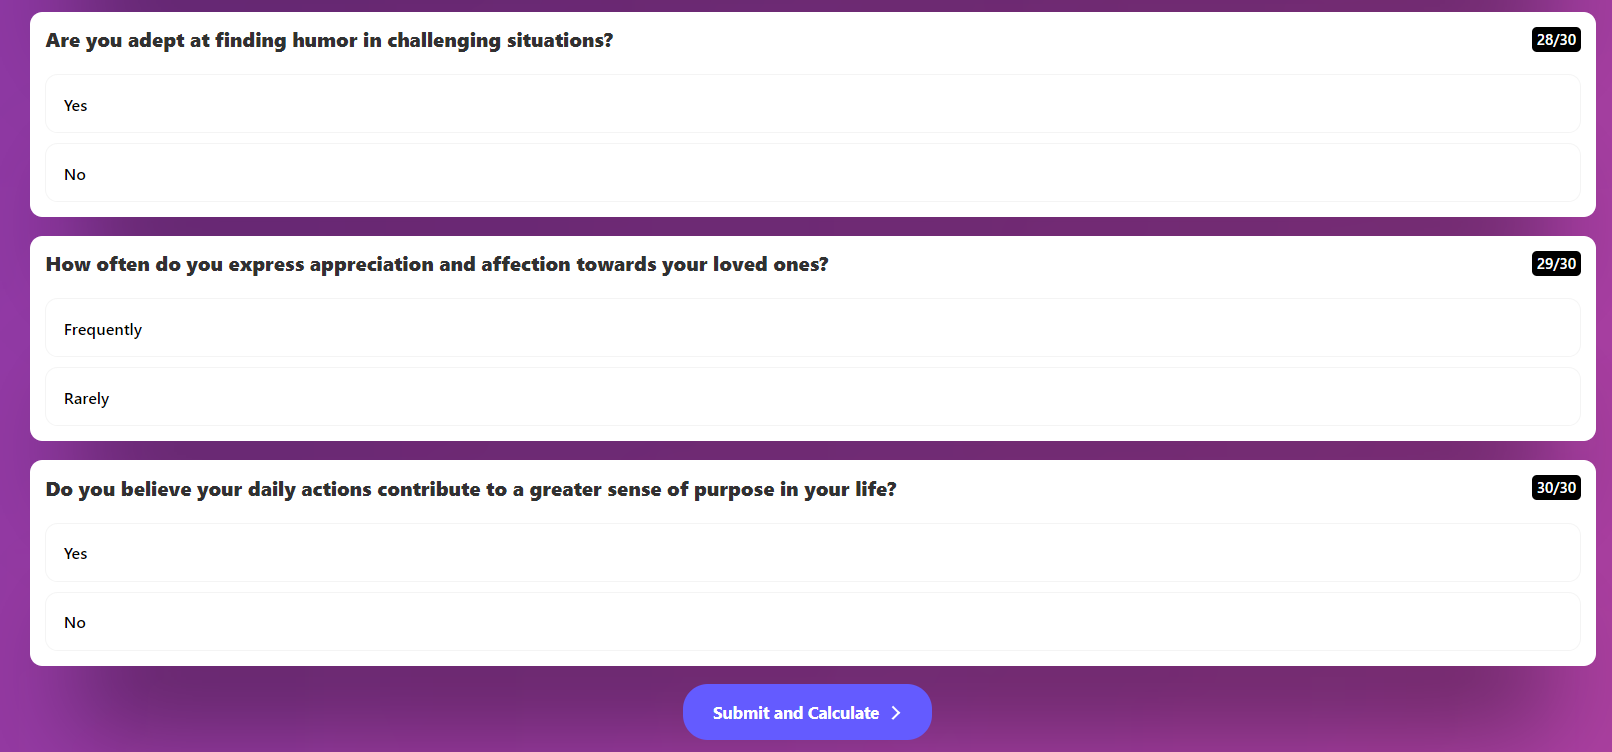 Are you adept at finding humor in challenging situations?
28/30
Yes
No
How often do you express appreciation and affection towards your loved ones?
29/30
Frequently
Rarely
Do you believe your daily actions contribute to a greater sense of purpose in your life?
30/30
Yes
No
Submit and Calculate